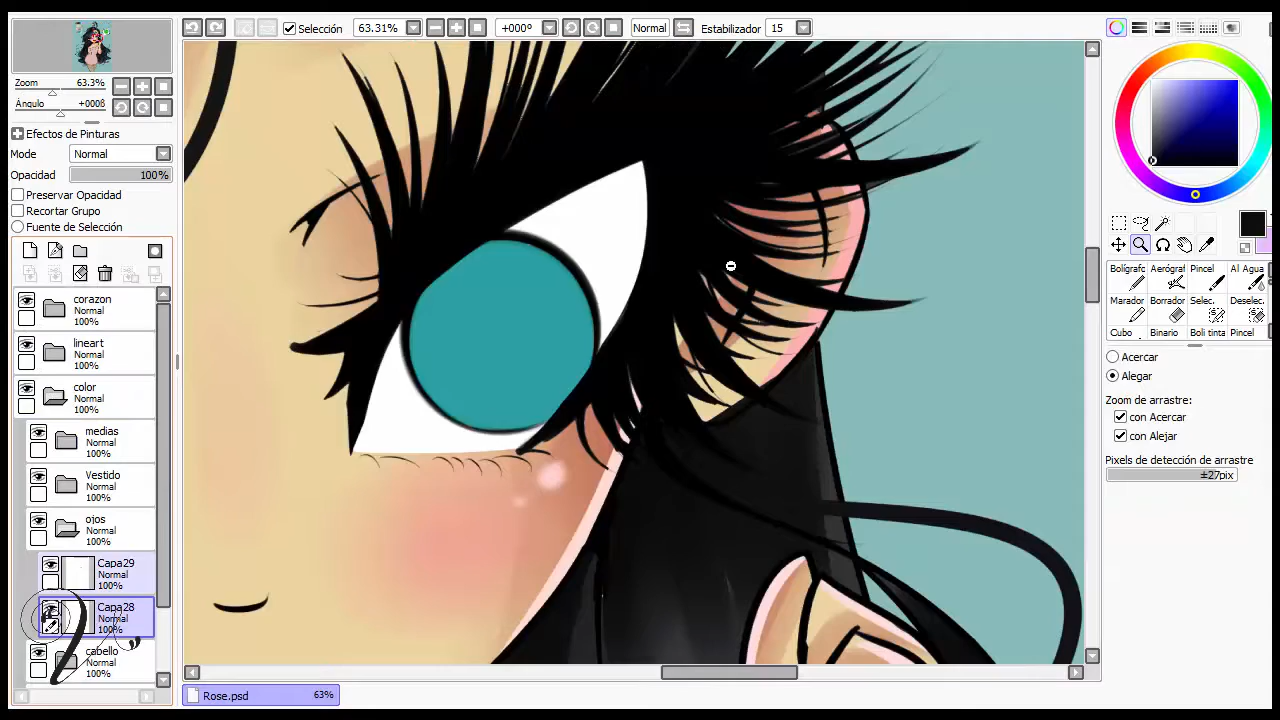 Selección
63.31%
+000º
Normal
Estabilizador
15
Zoom
63.3%
Ángulo
+000ß
Efectos de Pinturas
Mode
Normal
Opacidad
100%
Preservar Opacidad
Recortar Grupo
Fuente de Selección
corazon
Normal
100%
lineart
Normal
100%
color
Normal
100%
medias
Normal
100%
Vestido
Normal
100%
ojos
Normal
100%
Capa29
Normal
100%
Capa28
Normal
100%
cabello
Normal
100%
Rose.psd
63%
Bolígrafo
Aerógraf
Pincel
Al Agua
Marador
Borrador
Selec.
Deselec.
Cubo
Binario
Boli tinta
Pincel
Acercar
Alegar
Zoom de arrastre:
con Acercar
con Alejar
Pixels de detección de arrastre
±27pix